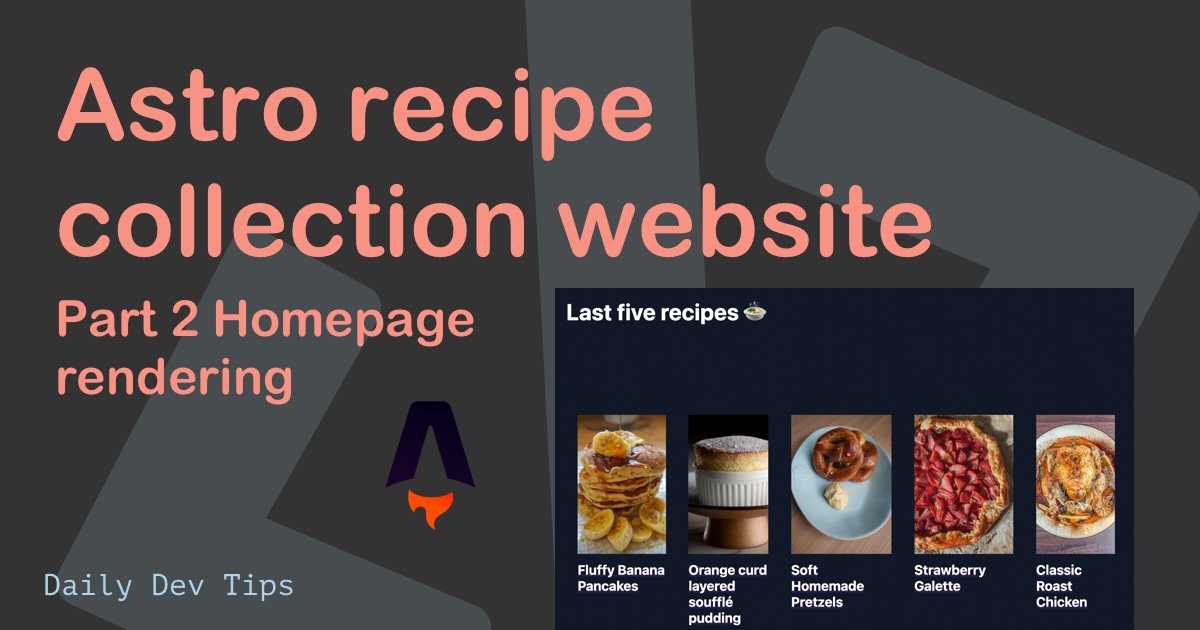 Astro recipe
collection website
Part 2 Homepage
rendering
Last five recipes
Fluffy Banana
Pancakes
Orange curd
layered
soufflé
pudding
Soft
Homemade
Pretzels
Strawberry
Galette
Classic
Roast
Chicken
Daily Dev Tips